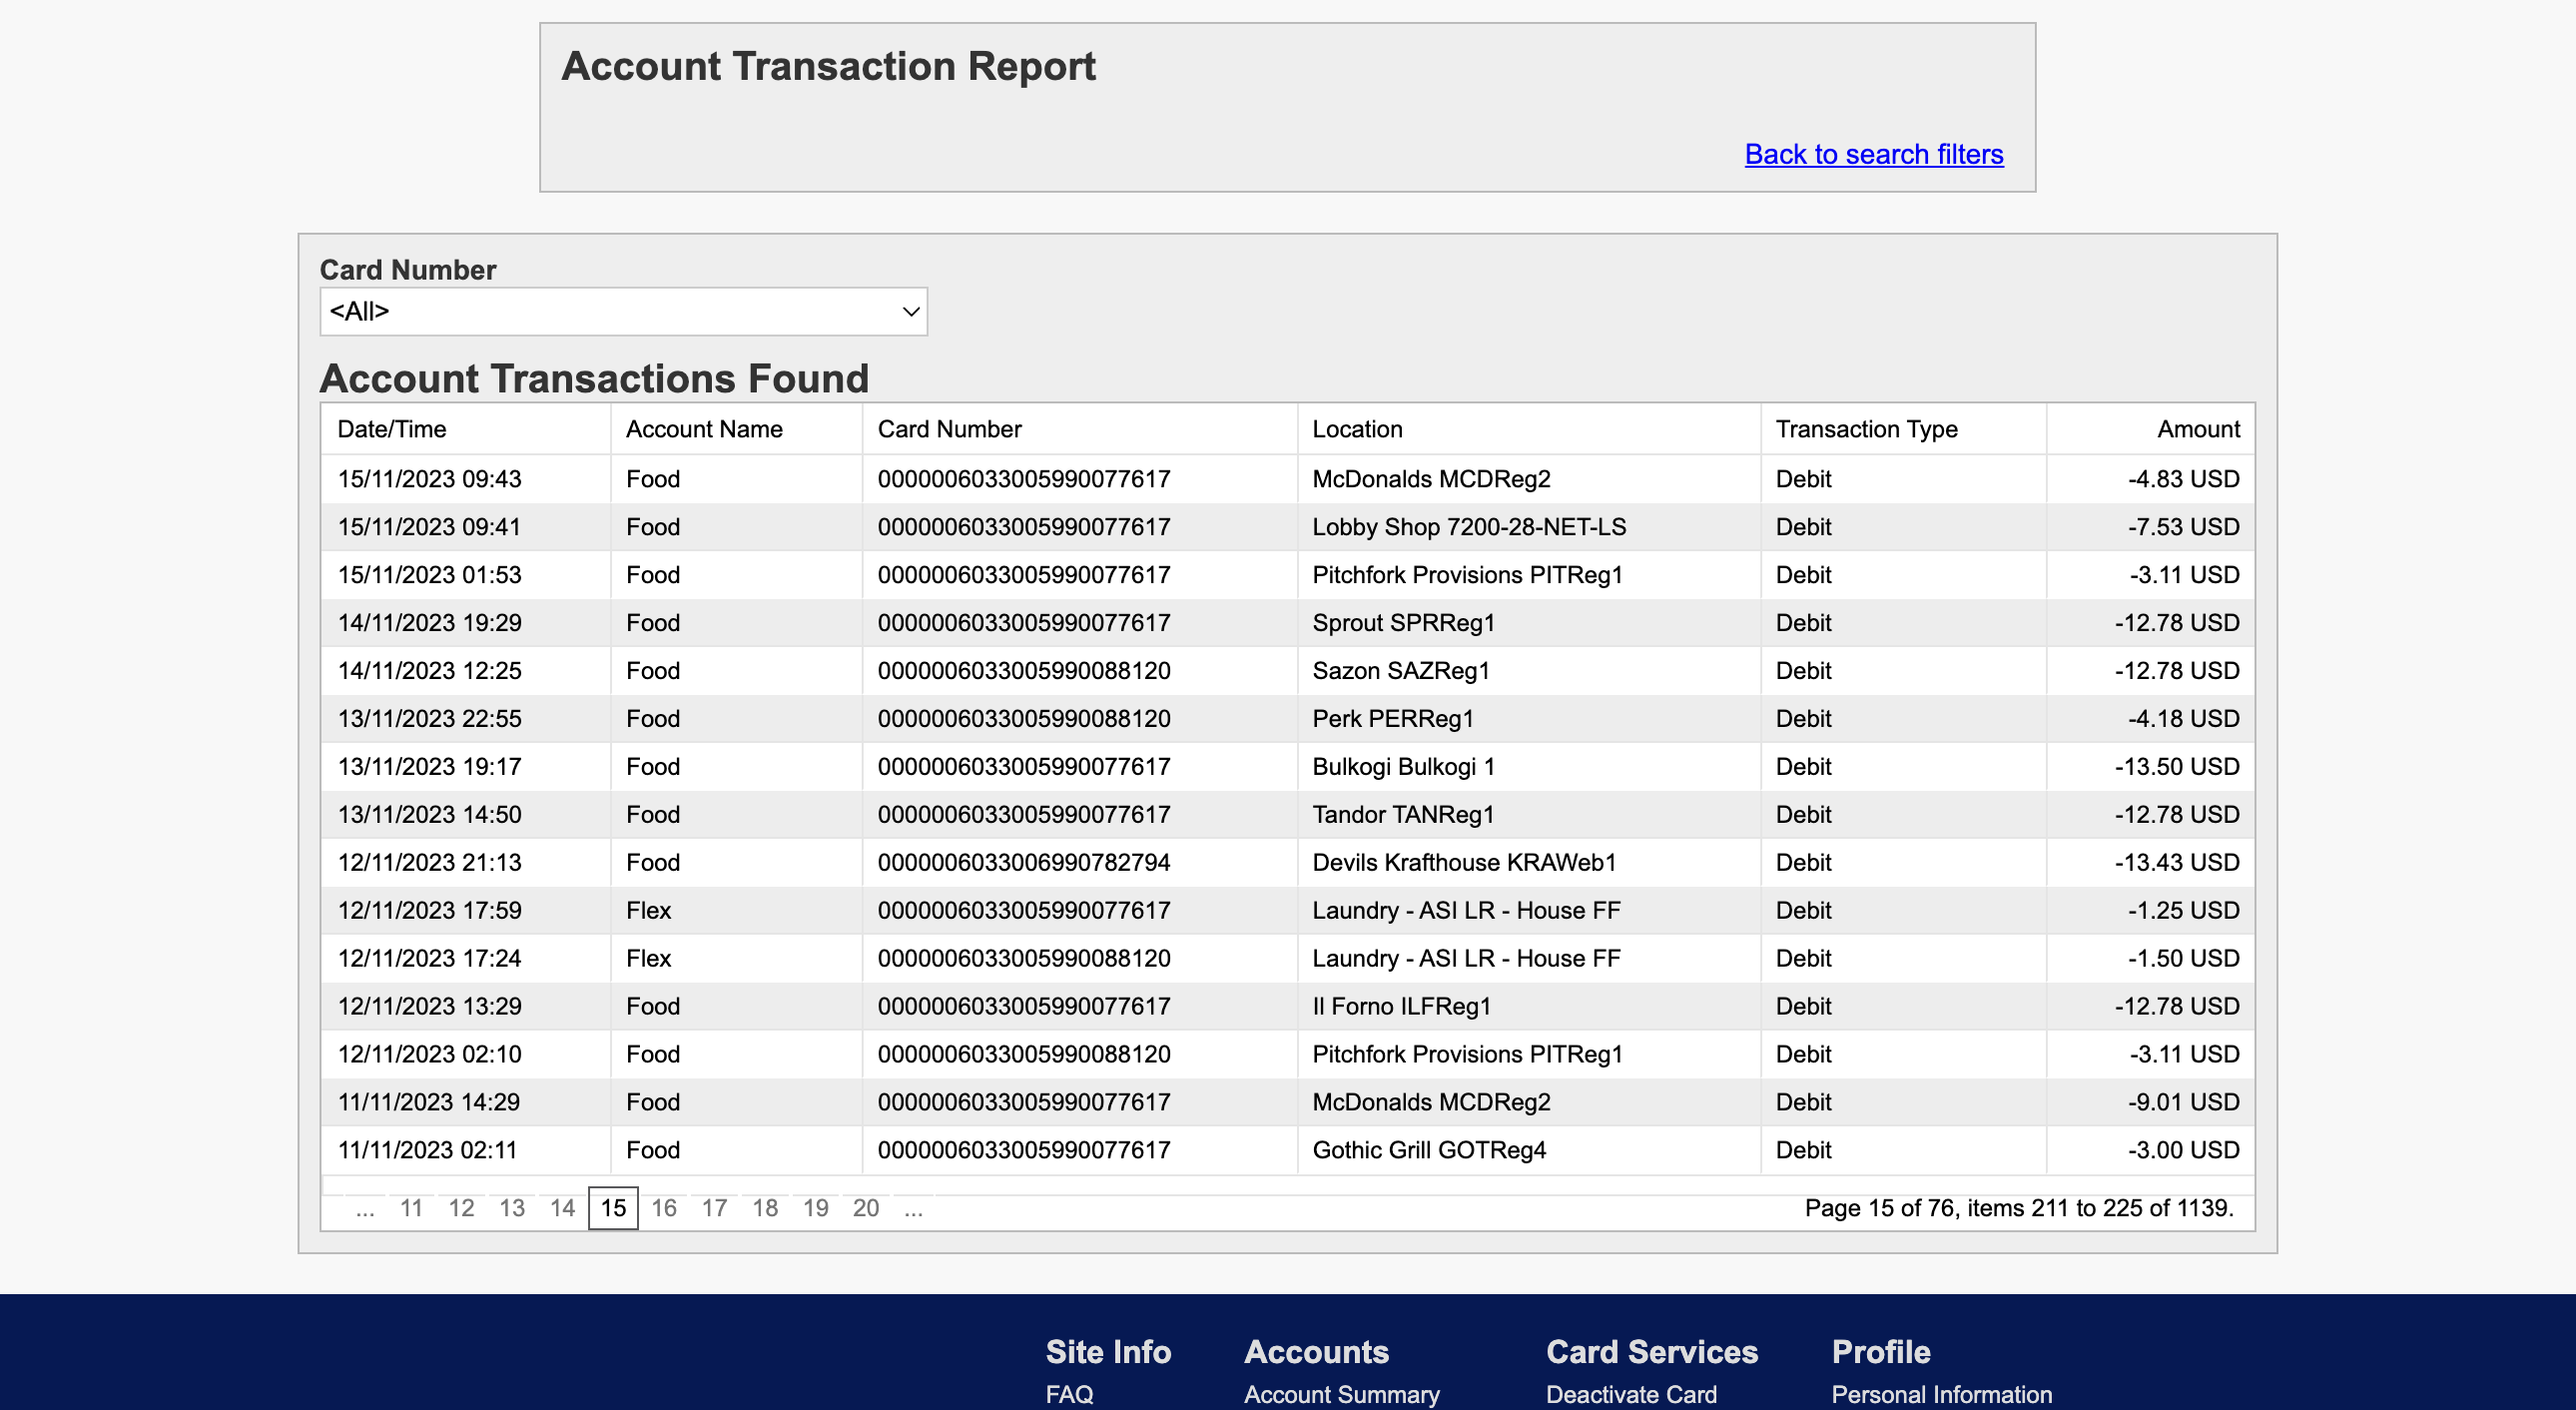 Account Transaction Report
Back to search filters
Card Number
<All>
Account Transactions Found
Date/Time Account Name Card Number Location Transaction Type Amount
15/11/2023 09:43 Food 0000006033005990077617 McDonalds MCDReg2 Debit -4.83 USD
15/11/2023 09:41 Food 0000006033005990077617 Lobby Shop 7200-28-NET-LS Debit -7.53 USD
15/11/2023 01:53 Food 0000006033005990077617 Pitchfork Provisions PITReg1 Debit -3.11 USD
14/11/2023 19:29 Food 0000006033005990077617 Sprout SPRReg1 Debit -12.78 USD
14/11/2023 12:25 Food 0000006033005990088120 Sazon SAZReg1 Debit -12.78 USD
13/11/2023 22:55 Food 0000006033005990088120 Perk PERReg1 Debit -4.18 USD
13/11/2023 19:17 Food 0000006033005990077617 Bulkogi Bulkogi 1 Debit -13.50 USD
13/11/2023 14:50 Food 0000006033005990077617 Tandor TANReg1 Debit -12.78 USD
12/11/2023 21:13 Food 0000006033006990782794 Devils Krafthouse KRAWeb1 Debit -13.43 USD
12/11/2023 17:59 Flex 0000006033005990077617 Laundry - ASI LR - House FF Debit -1.25 USD
12/11/2023 17:24 Flex 0000006033005990088120 Laundry - ASI LR - House FF Debit -1.50 USD
12/11/2023 13:29 Food 0000006033005990077617 Il Forno ILFReg1 Debit -12.78 USD
12/11/2023 02:10 Food 0000006033005990088120 Pitchfork Provisions PITReg1 Debit -3.11 USD
11/11/2023 14:29 Food 0000006033005990077617 McDonalds MCDReg2 Debit -9.01 USD
11/11/2023 02:11 Food 0000006033005990077617 Gothic Grill GOTReg4 Debit -3.00 USD
... 11 12 13 14 15 16 17 18 19 20 ... Page 15 of 76, items 211 to 225 of 1139.
Site Info Accounts Card Services Profile
FAQ Account Summary Deactivate Card Personal Information